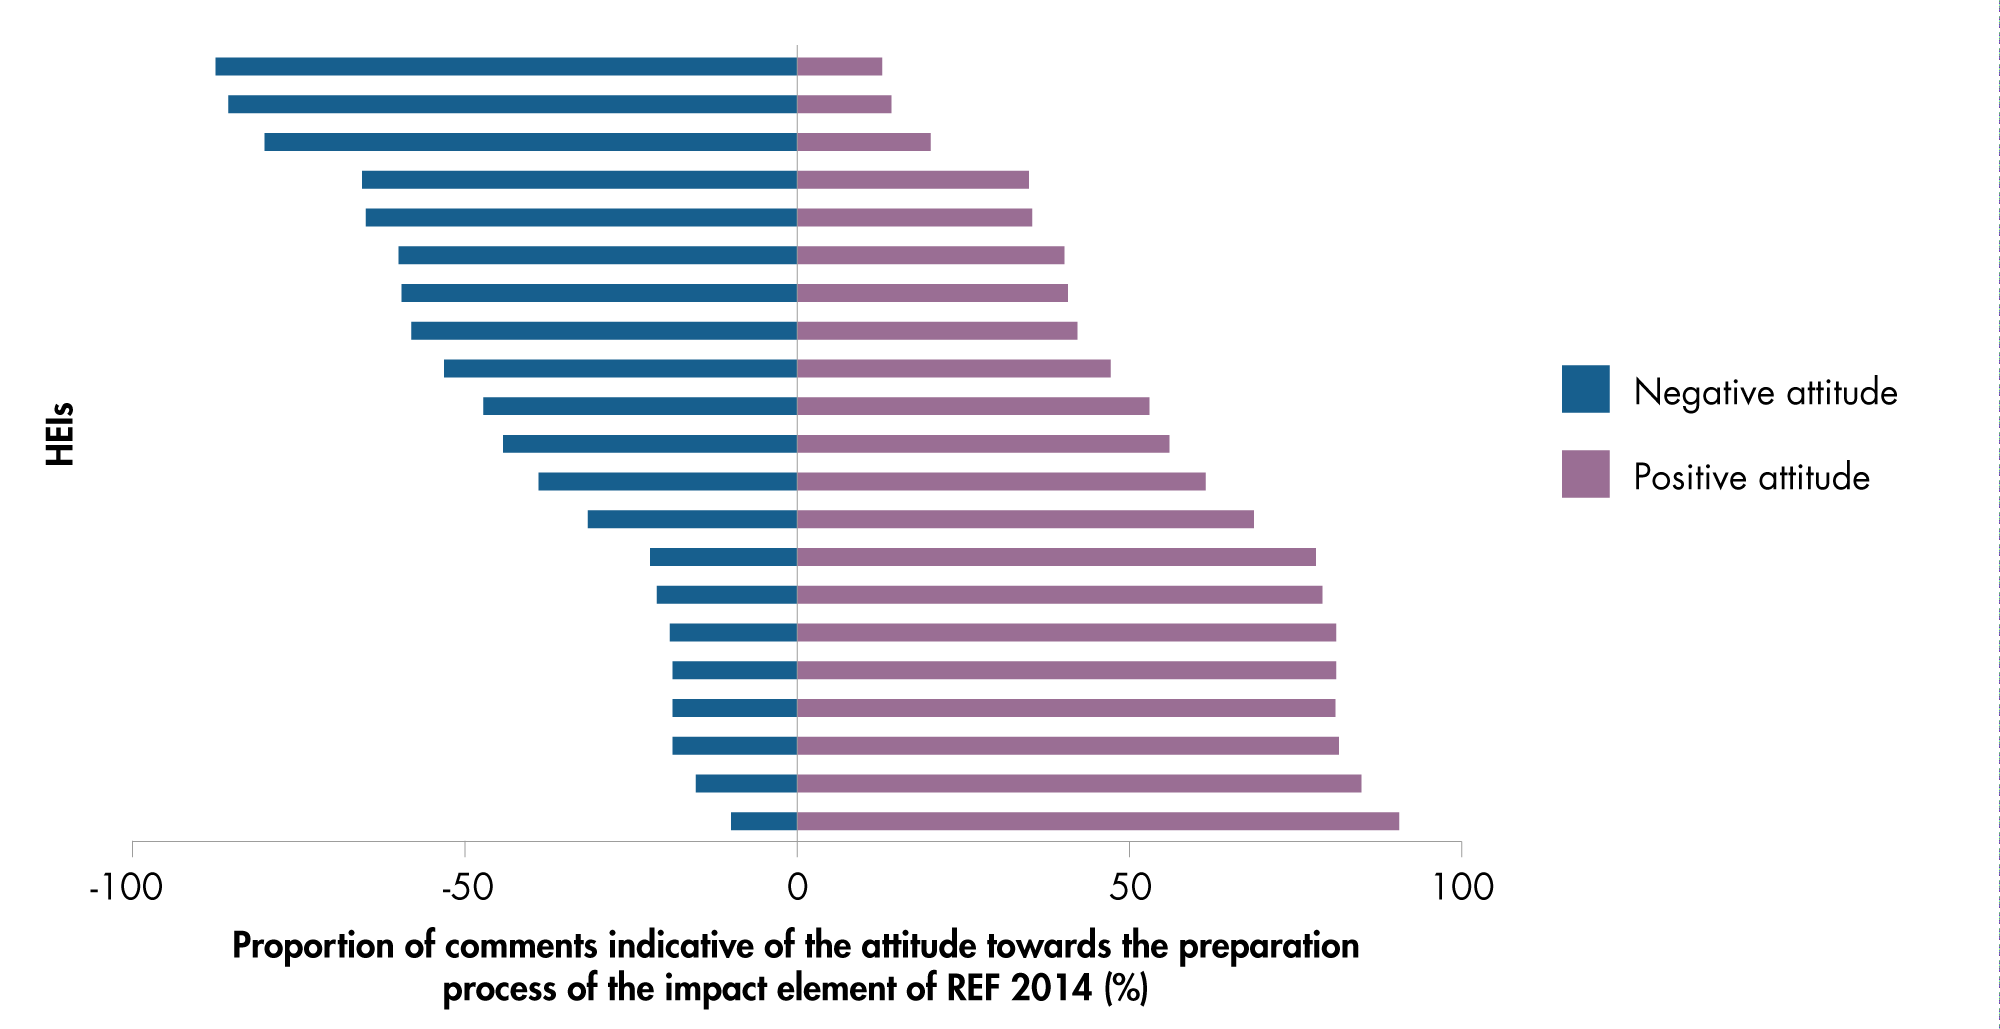 HEIs
Negative attitude
Positive attitude
-100 -50 0 50 100
Proportion of comments indicative of the attitude towards the preparation
process of the impact element of REF 2014 (%)